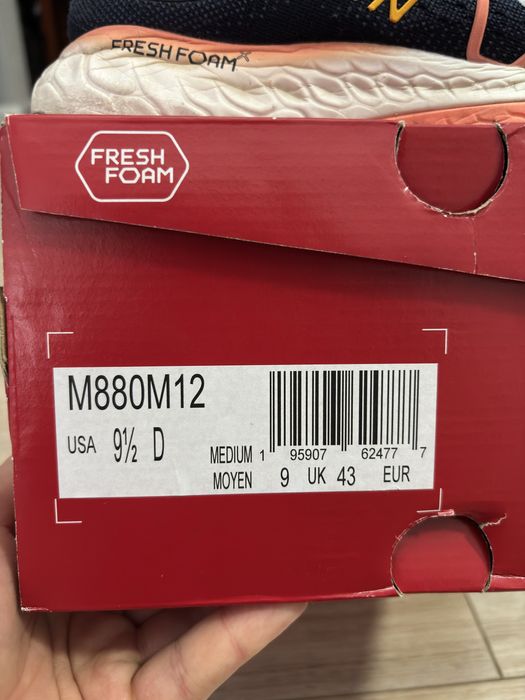 FRESH FOAM X
FRESH
FOAM
M880M12
USA 9½ D
MEDIUM 1 95907 62477 7
MOYEN 9 UK 43 EUR